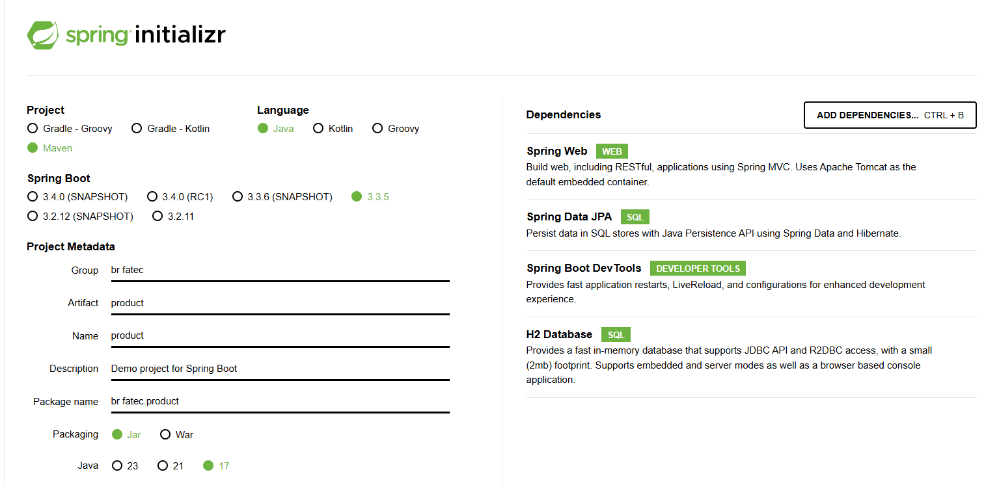 spring initializr
Project
Gradle - Groovy Gradle - Kotlin
Maven
Language
Java Kotlin Groovy
Spring Boot
3.4.0 (SNAPSHOT) 3.4.0 (RC1) 3.3.6 (SNAPSHOT) 3.3.5
3.2.12 (SNAPSHOT) 3.2.11
Project Metadata
Group br fatec
Artifact product
Name product
Description Demo project for Spring Boot
Package name br fatec.product
Packaging Jar War
Java 23 21 17
Dependencies ADD DEPENDENCIES... CTRL + B
Spring Web WEB
Build web, including RESTful, applications using Spring MVC. Uses Apache Tomcat as the
default embedded container.
Spring Data JPA SQL
Persist data in SQL stores with Java Persistence API using Spring Data and Hibernate.
Spring Boot DevTools DEVELOPER TOOLS
Provides fast application restarts, LiveReload, and configurations for enhanced development
experience.
H2 Database SQL
Provides a fast in-memory database that supports JDBC API and R2DBC access, with a small
(2mb) footprint. Supports embedded and server modes as well as a browser based console
application.